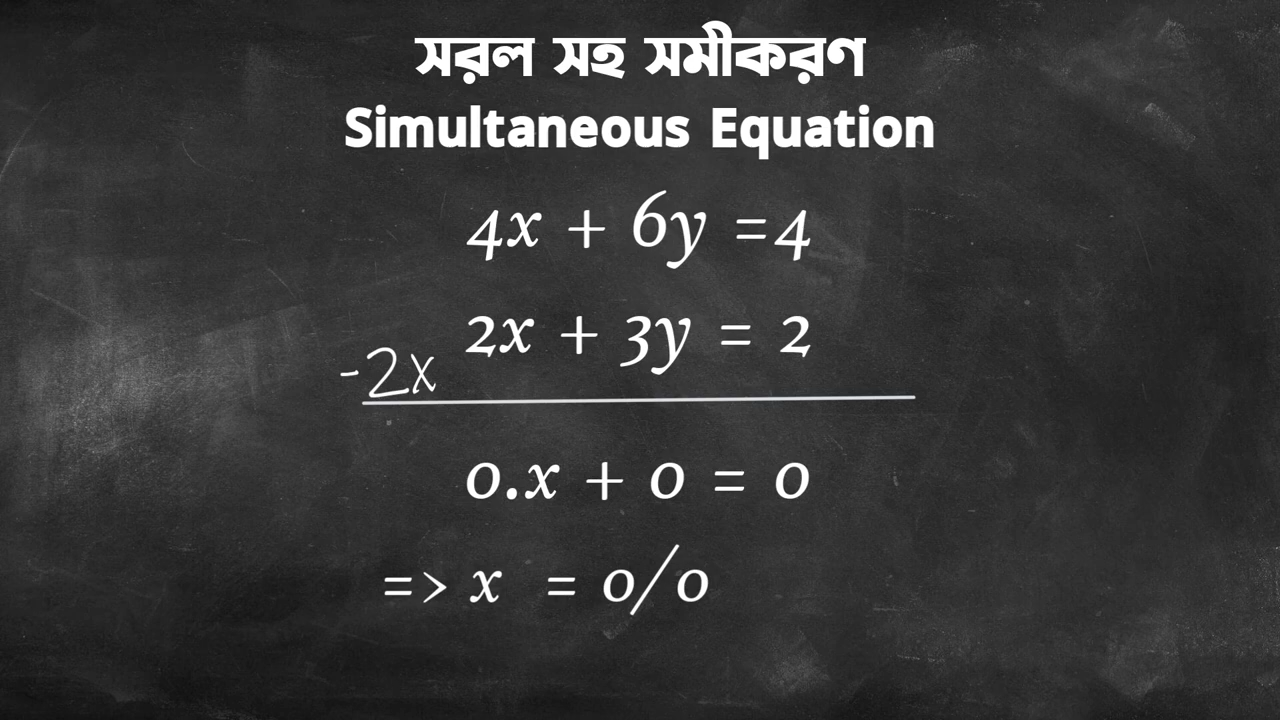 সরল সহ সমীকরণ
Simultaneous Equation
4x + 6y =4
2x + 3y = 2
-2x
0.x + 0 = 0
=> x = 0/0